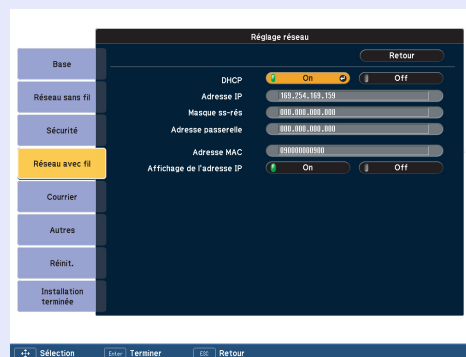 Réglage réseau
Retour
Base
Réseau sans fil
Sécurité
Réseau avec fil
Courrier
Autres
Réinit.
Installation
terminée
DHCP On Off
Adresse IP 169.254.169.159
Masque ss-rés 000.000.000.000
Adresse passerelle 000.000.000.000
Adresse MAC 090000000900
Affichage de l'adresse IP On Off
Sélection Enter Terminer ESC Retour